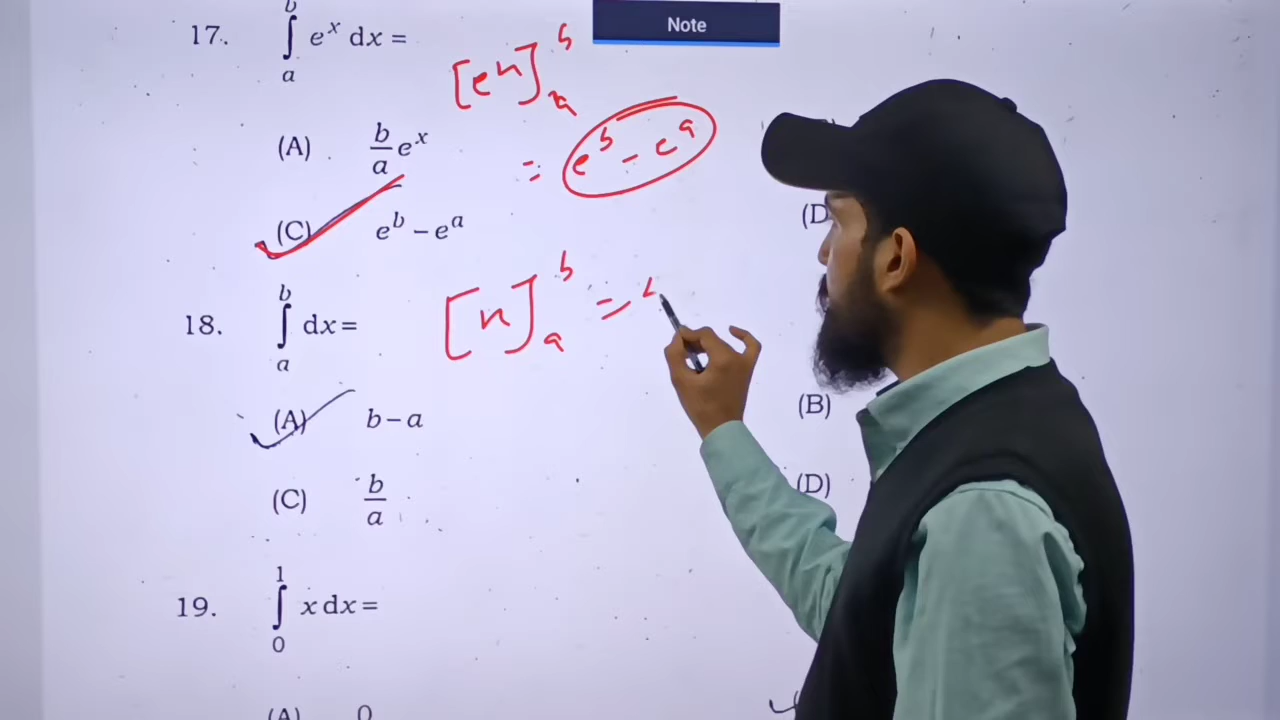 Note
17. ∫ₐᵇ eˣ dx =
[eˣ]ₐᵇ
= eᵇ – eᵃ
(A) b/a eˣ
(C) eᵇ – eᵃ
(D
18. ∫ₐᵇ dx =
[x]ₐᵇ =
(A) b – a
(B)
(C) b/a
(D)
19. ∫₀¹ x dx =
(A) 0